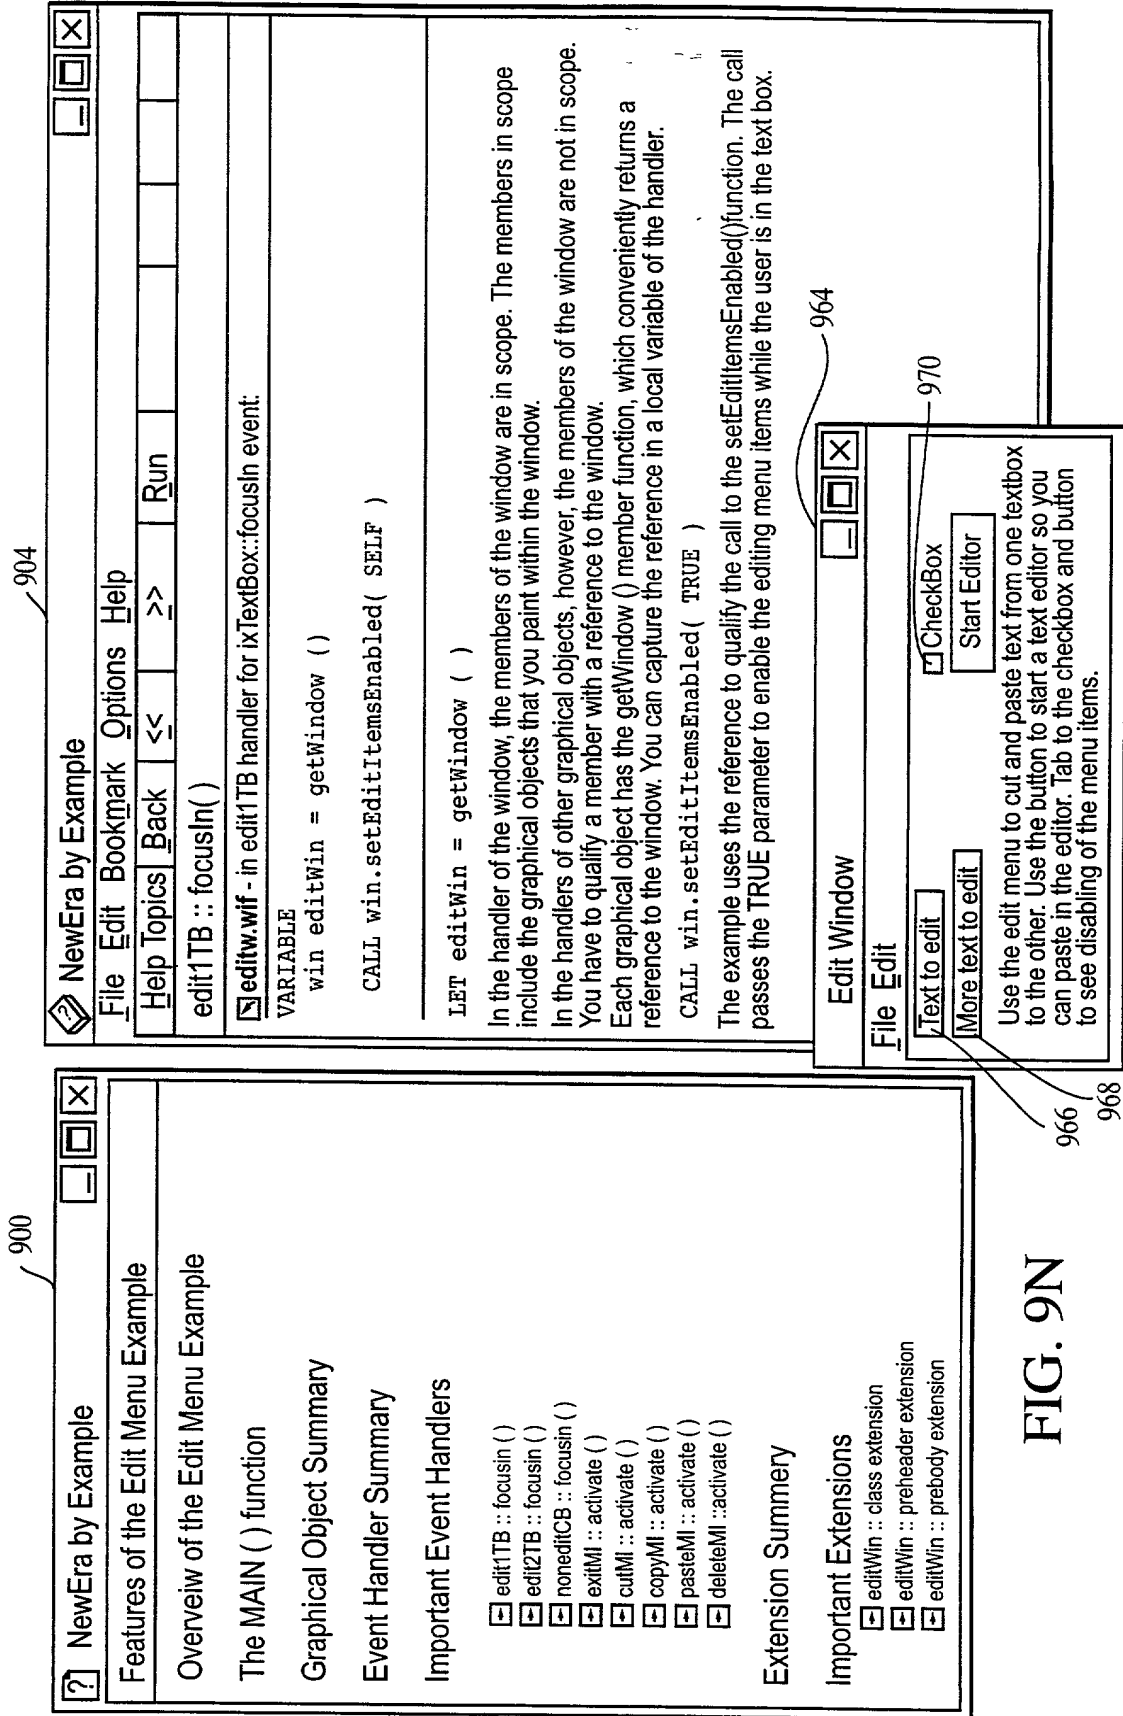 900
NewEra by Example
Features of the Edit Menu Example
Overveiw of the Edit Menu Example
The MAIN ( ) function
Graphical Object Summary
Event Handler Summary
Important Event Handlers
edit1TB :: focusin ( )
edit2TB :: focusin ( )
noneditCB :: focusin ( )
exitMI :: activate ( )
cutMI :: activate ( )
copyMI :: activate ( )
pasteMI :: activate ( )
deleteMI ::activate ( )
Extension Summery
Important Extensions
editWin :: class extension
editWin :: preheader extension
editWin :: prebody extension
904
NewEra by Example
File Edit Bookmark Options Help
Help Topics Back << >> Run
edit1TB :: focusIn( )
editw.wif - in edit1TB handler for ixTextBox::focusIn event:
VARIABLE
win editWin = getWindow ()
CALL win.setEditItemsEnabled( SELF )
LET editWin = getWindow ( )
In the handler of the window, the members of the window are in scope. The members in scope
include the graphical objects that you paint within the window.
In the handlers of other graphical objects, however, the members of the window are not in scope.
You have to qualify a member with a reference to the window.
Each graphical object has the getWindow () member function, which conveniently returns a
reference to the window. You can capture the reference in a local variable of the handler.
CALL win.setEditItemsEnabled( TRUE )
The example uses the reference to qualify the call to the setEditItemsEnabled()function. The call
passes the TRUE parameter to enable the editing menu items while the user is in the text box.
964
Edit Window
File Edit
970
Text to edit
CheckBox
More text to edit
Start Editor
Use the edit menu to cut and paste text from one textbox
to the other. Use the button to start a text editor so you
can paste in the editor. Tab to the checkbox and button
to see disabling of the menu items.
966
968
FIG. 9N